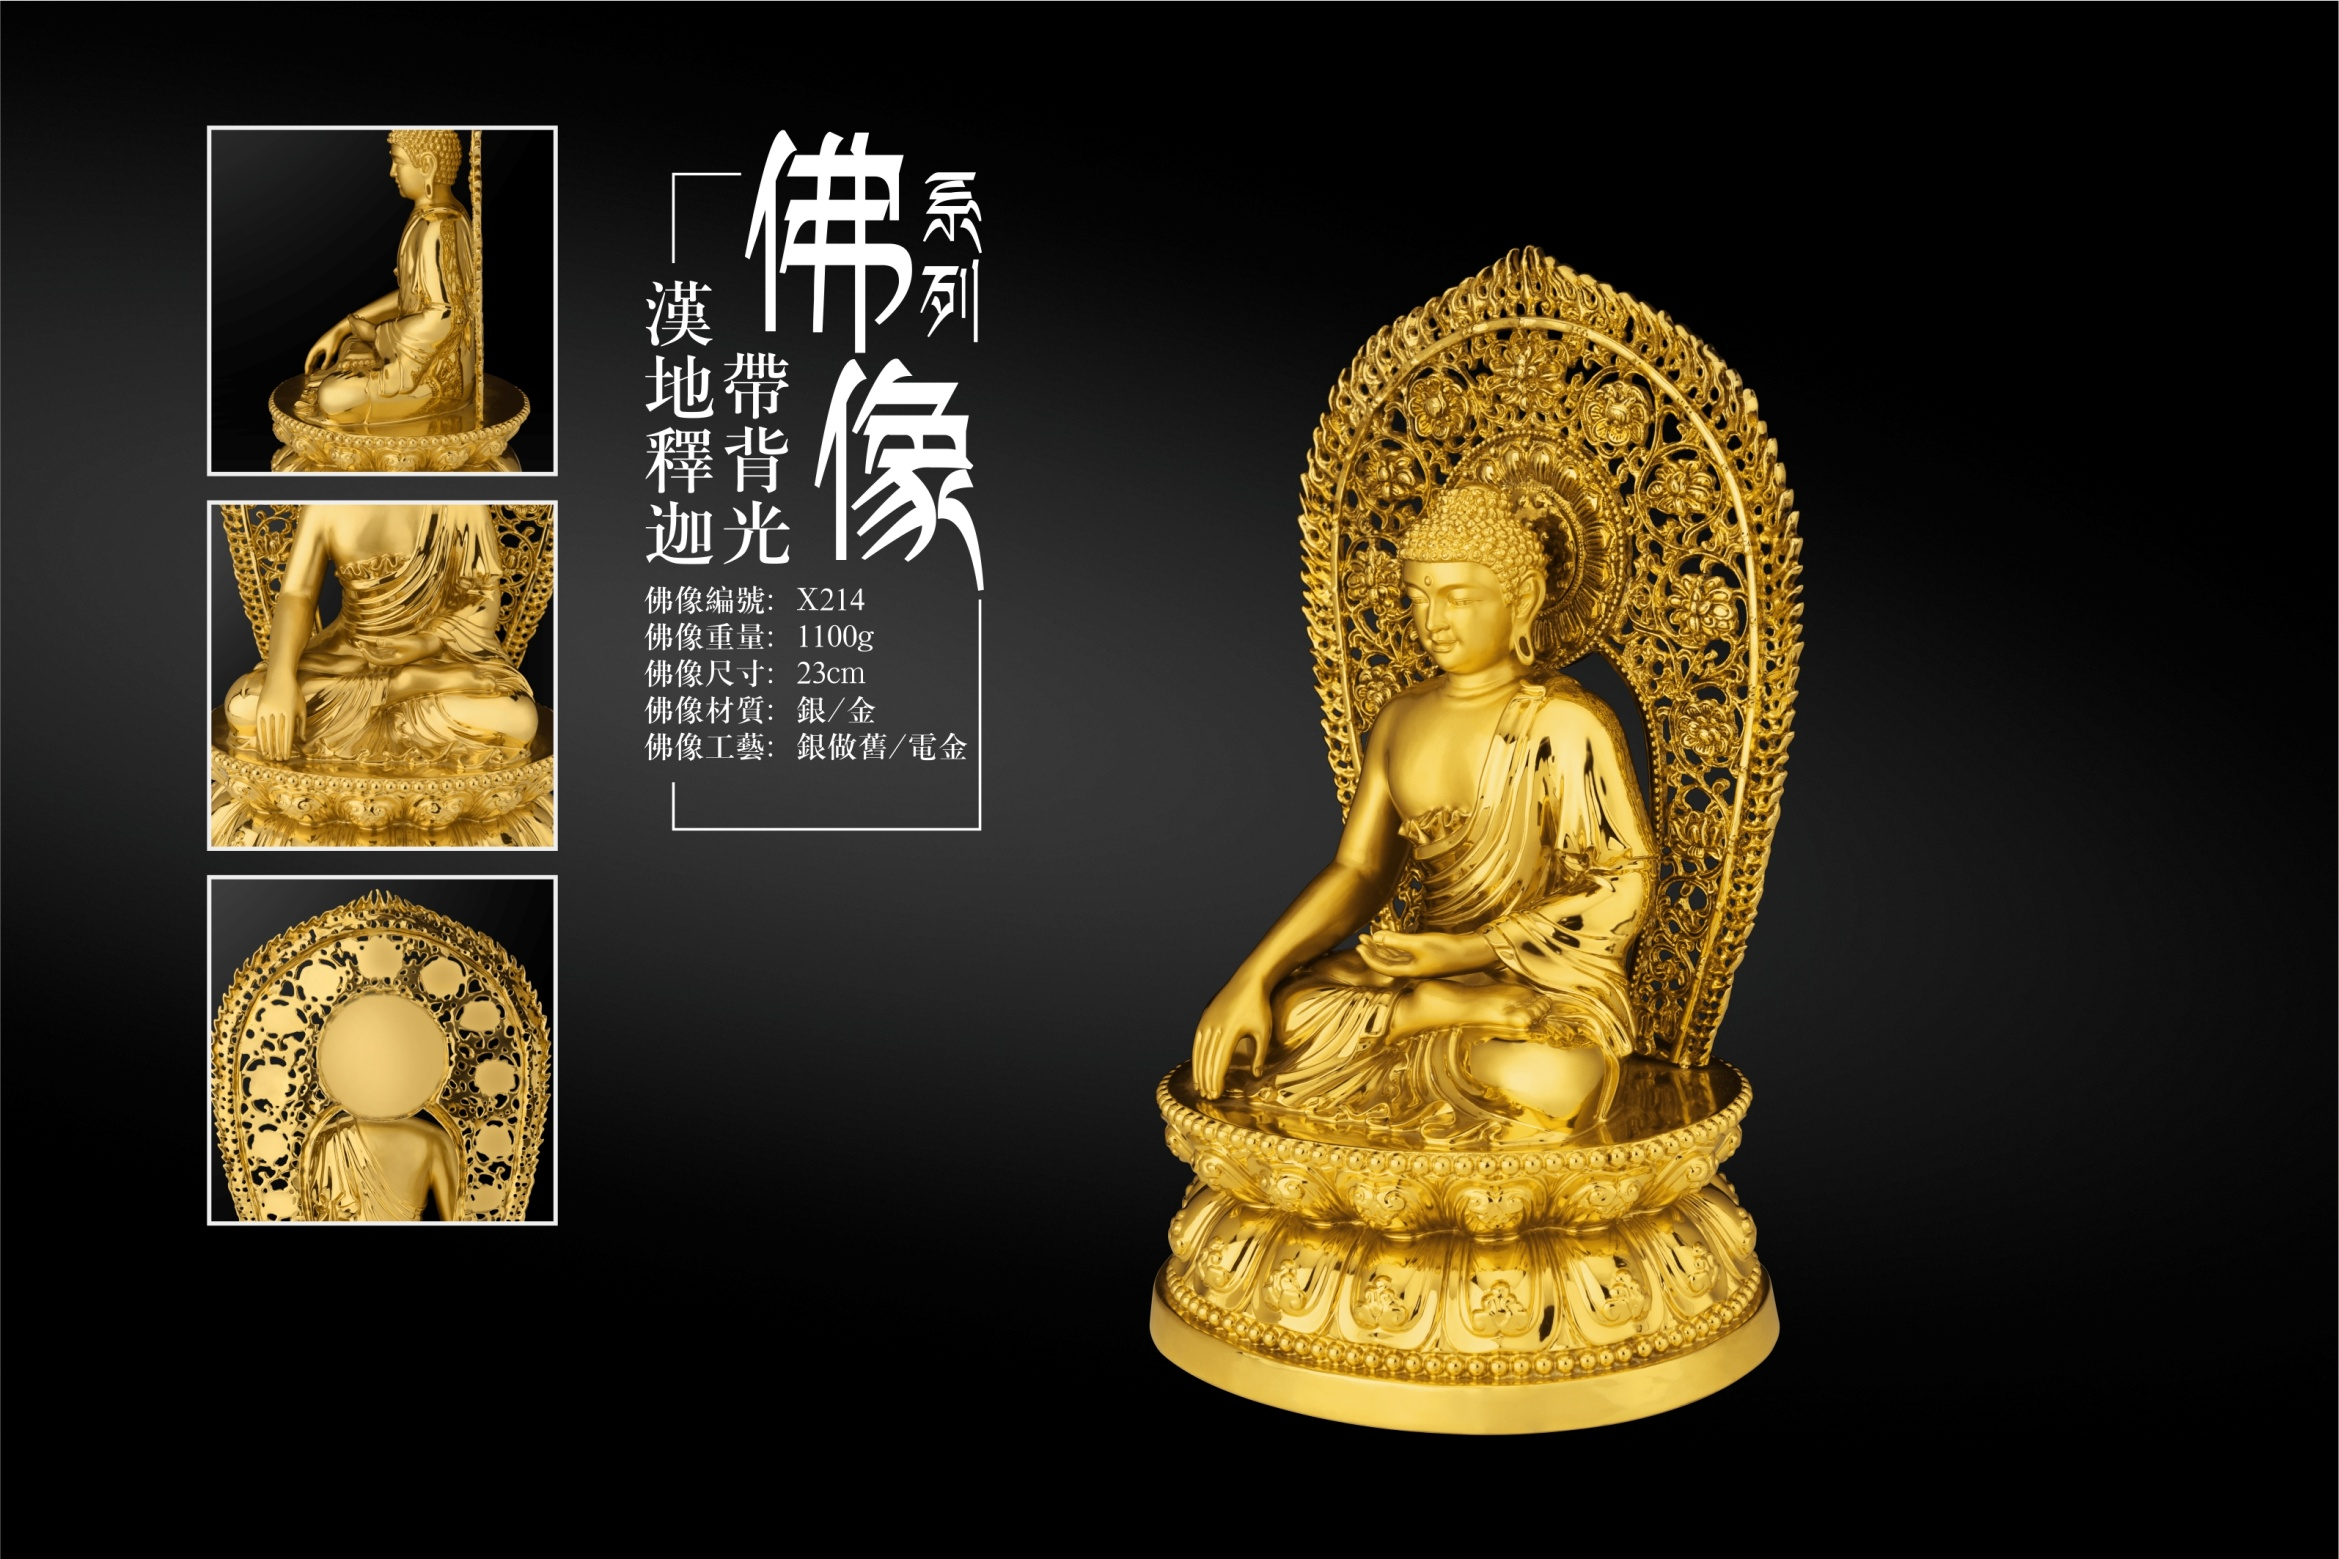 佛像
系列
漢地釋迦
帶背光
佛像編號： X214
佛像重量： 1100g
佛像尺寸： 23cm
佛像材質： 銀/金
佛像工藝： 銀做舊/電金